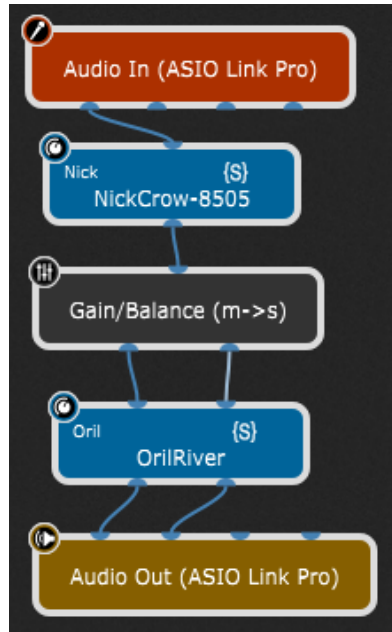 Audio In (ASIO Link Pro)
Nick {S}
NickCrow-8505
Gain/Balance (m->s)
Oril {S}
OrilRiver
Audio Out (ASIO Link Pro)